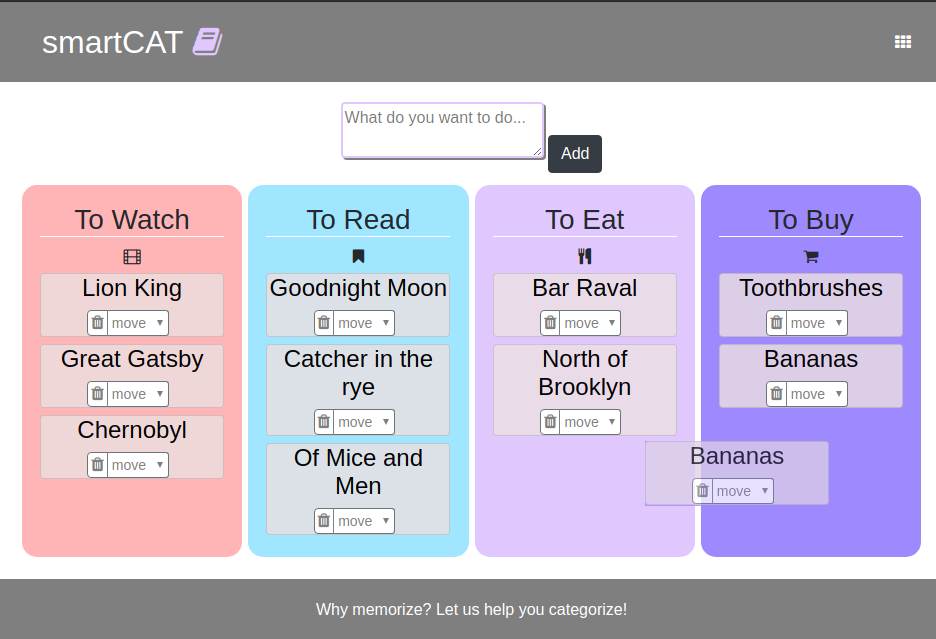 smartCAT
What do you want to do...
Add
To Watch
Lion King
move
Great Gatsby
move
Chernobyl
move
To Read
Goodnight Moon
move
Catcher in the
rye
move
Of Mice and
Men
move
To Eat
Bar Raval
move
North of
Brooklyn
move
To Buy
Toothbrushes
move
Bananas
move
Bananas
move
Why memorize? Let us help you categorize!